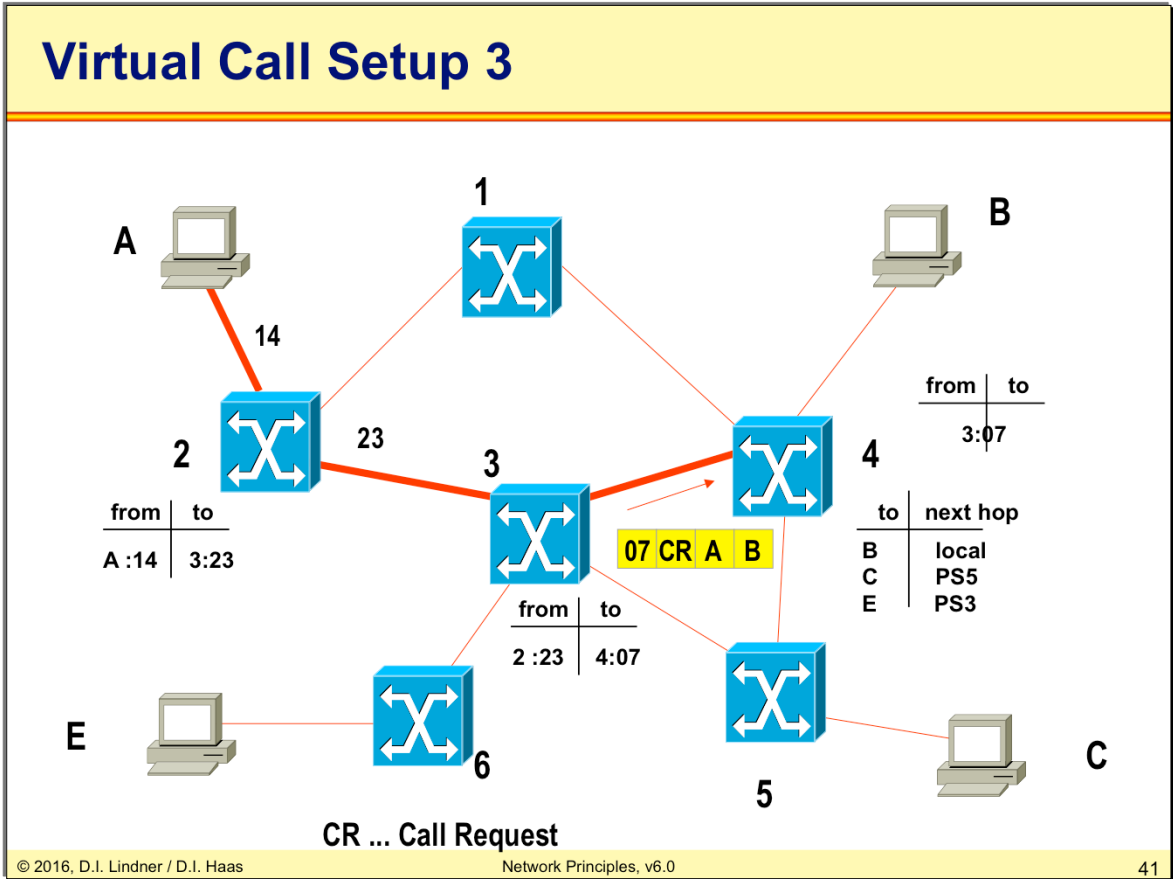 Virtual Call Setup 3
1
B
A
14
from to
3:07
23
2
3
4
from to
A :14 3:23
to next hop
B local
C PS5
E PS3
07 CR A B
from to
2 :23 4:07
E
6
5
C
CR ... Call Request
© 2016, D.I. Lindner / D.I. Haas Network Principles, v6.0 41